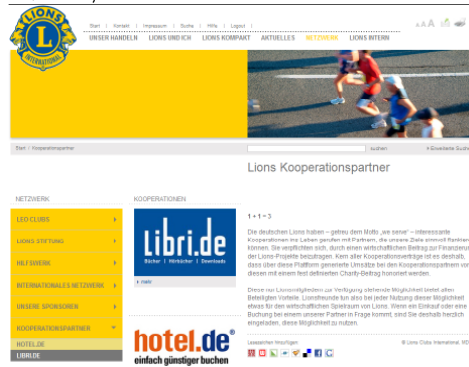 LIONS
L
INTERNATIONAL
Start | Kontakt | Impressum | Suche | Hilfe | Logout |
A A A
UNSER HANDELN LIONS UND ICH LIONS KOMPAKT AKTUELLES NETZWERK LIONS INTERN
Start | Kooperationspartner
suchen!
Erweiterte Suche
Lions Kooperationspartner
NETZWERK
LEO-CLUBS
LIONS STIFTUNG
HILFSWERK
INTERNATIONALES NETZWERK
UNSERE SPONSOREN
KOOPERATIONSPARTNER
HOTEL.DE
LIBRI.DE
KOOPERATIONEN
Libri.de
Bücher | Hörbücher | Downloads
mehr
hotel.de
einfach günstiger buchen
1 + 1 = 3
Die deutschen Lions haben – getreu dem Motto „we serve" – interessante
Kooperationen ins Leben gerufen mit Partnern, die unsere Ziele sinnvoll flankieren
können. Sie verpflichten sich, durch einen wirtschaftlichen Beitrag zur Finanzierung
der Lions-Projekte beizutragen. Kern aller Kooperationsverträge ist es deshalb,
dass über diese Plattform generierte Umsätze bei den Kooperationspartnern von
diesen mit einem fest definierten Charity-Beitrag honoriert werden.
Diese nur Lionsmitgliedern zur Verfügung stehende Möglichkeit bietet allen
Beteiligten Vorteile. Lionsfreunde tun also bei jeder Nutzung dieser Möglichkeit
etwas für den wirtschaftlichen Spielraum von Lions. Wenn ein Einkauf oder eine
Buchung bei einem unserer Partner in Frage kommt, sind Sie deshalb herzlich
eingeladen, diese Möglichkeit zu nutzen.
Lesezeichen hinzufügen
© Lions Clubs International. MD